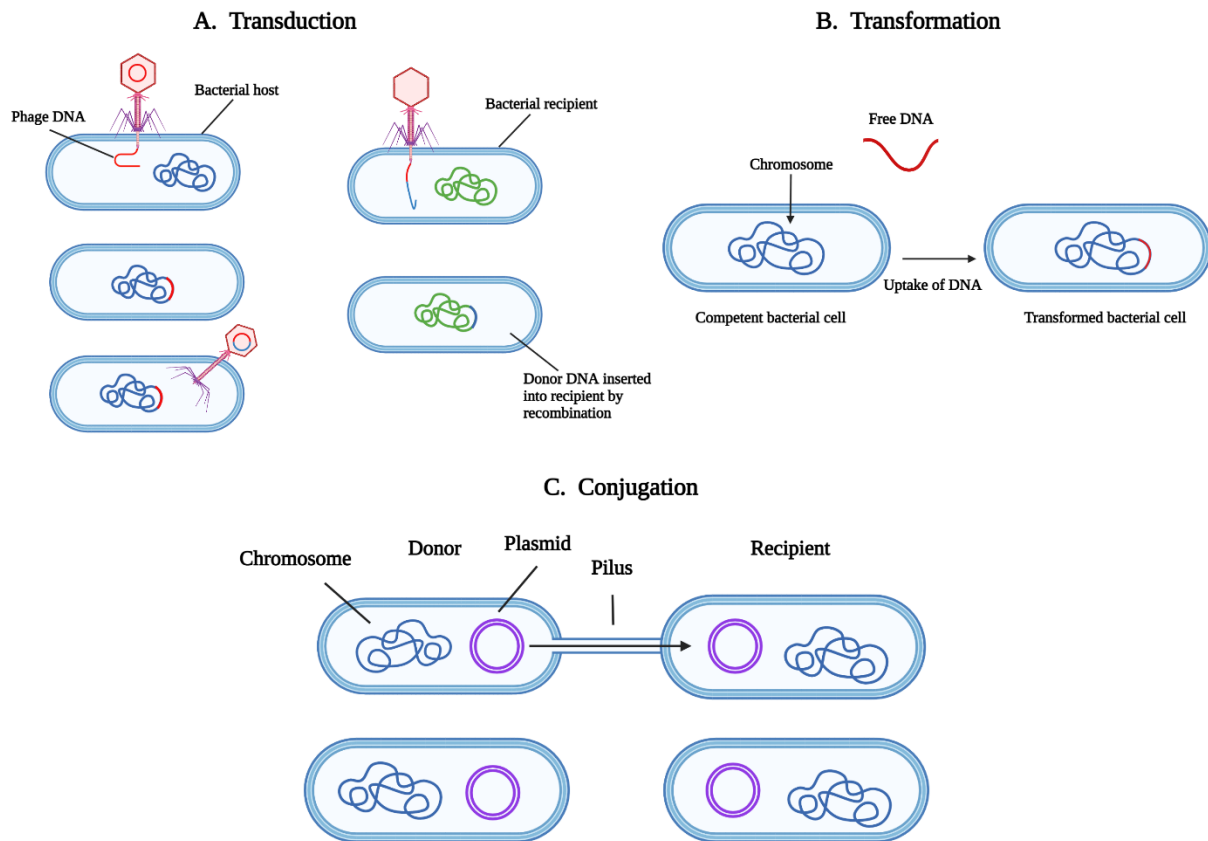 A. Transduction
Bacterial host
Phage DNA
Bacterial recipient
Donor DNA inserted
into recipient by
recombination
B. Transformation
Free DNA
Chromosome
Uptake of DNA
Competent bacterial cell
Transformed bacterial cell
C. Conjugation
Chromosome
Donor
Plasmid
Pilus
Recipient